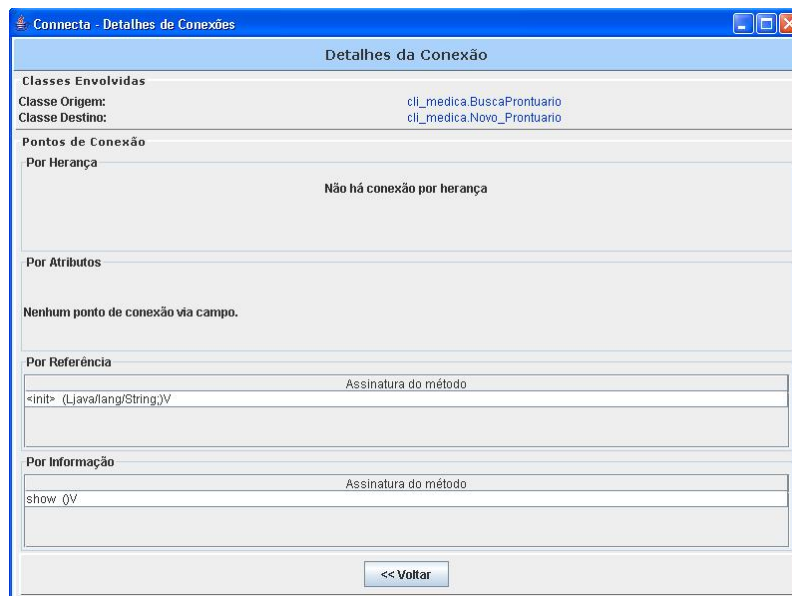 Connecta - Detalhes de Conexões
Detalhes da Conexão
Classes Envolvidas
Classe Origem: cli_medica.BuscaProntuario
Classe Destino: cli_medica.Novo_Prontuario
Pontos de Conexão
Por Herança
Não há conexão por herança
Por Atributos
Nenhum ponto de conexão via campo.
Por Referência
Assinatura do método
<init> (Ljava/lang/String;)V
Por Informação
Assinatura do método
show ()V
<< Voltar